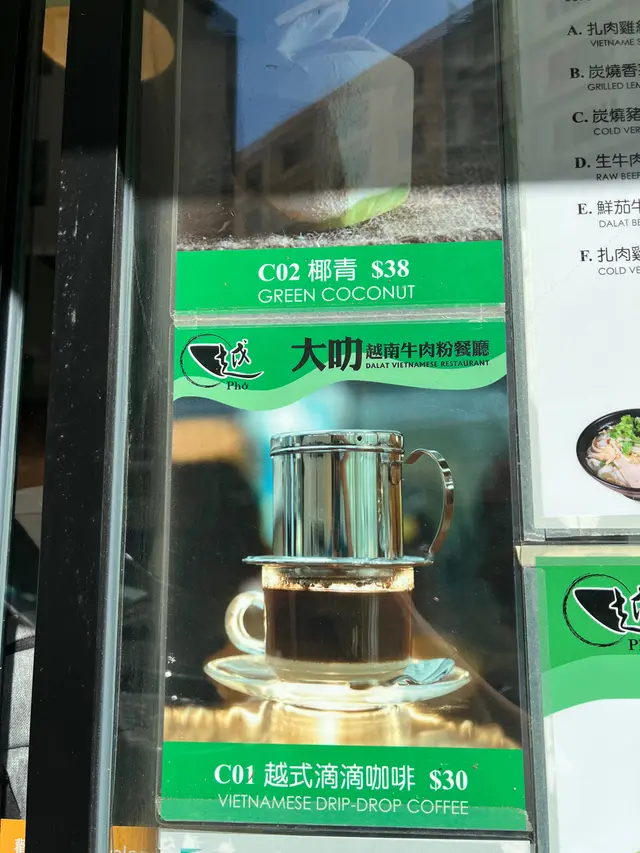 C02 椰青 $38
GREEN COCONUT
越
Phở
大叻越南牛肉粉餐廳
DALAT VIETNAMESE RESTAURANT
C01 越式滴滴咖啡 $30
VIETNAMESE DRIP-DROP COFFEE
A. 扎肉雞
VIETNAME
B. 炭燒香
GRILLED LEM
C. 炭燒豬
COLD VER
D. 生牛肉
RAW BEEF
E. 鮮茄牛
DALAT BE
F. 扎肉雞
COLD VE
越
P